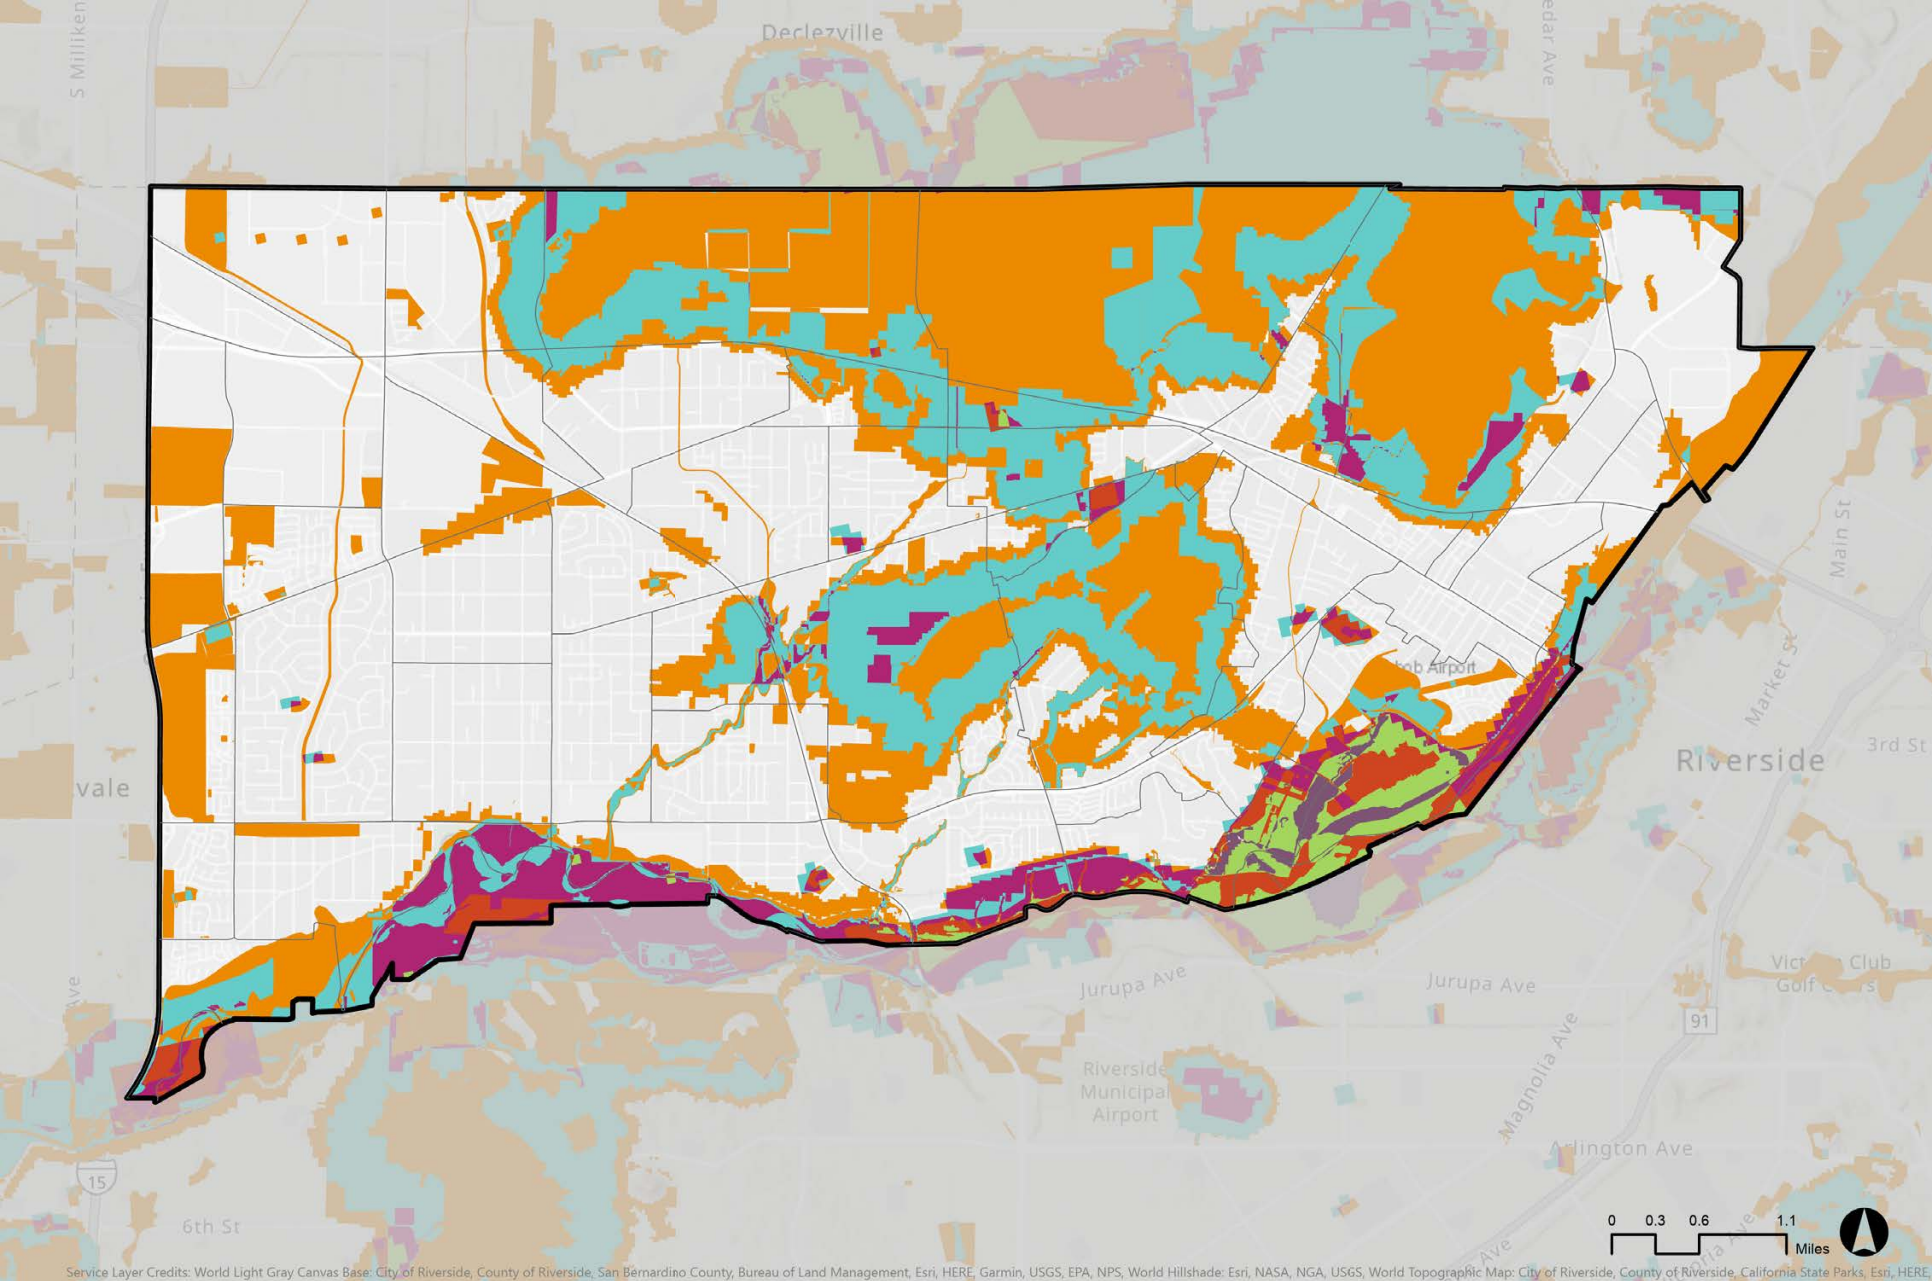 S Milliken
Declezville
edar Ave
Main St
ob Airport
Market St
Riverside
3rd St
vale
Jurupa Ave
Jurupa Ave
Ave
91
Riverside
Municipal
Airport
Magnolia Ave
Arlington Ave
15
6th St
Ave
0 0.3 0.6 1.1
Miles
Service Layer Credits: World Light Gray Canvas Base: City of Riverside, County of Riverside, San Bernardino County, Bureau of Land Management, Esri, HERE, Garmin, USGS, EPA, NPS, World Hillshade: Esri, NASA, NGA, USGS, World Topographic Map: City of Riverside, County of Riverside, California State Parks, Esri, HERE